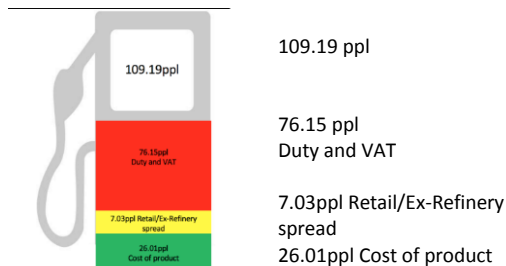 109.19ppl
76.15ppl
Duty and VAT
7.03ppl Retail/Ex-Refinery
spread
26.01ppl
Cost of product
109.19 ppl
76.15 ppl
Duty and VAT
7.03ppl Retail/Ex-Refinery
spread
26.01ppl Cost of product